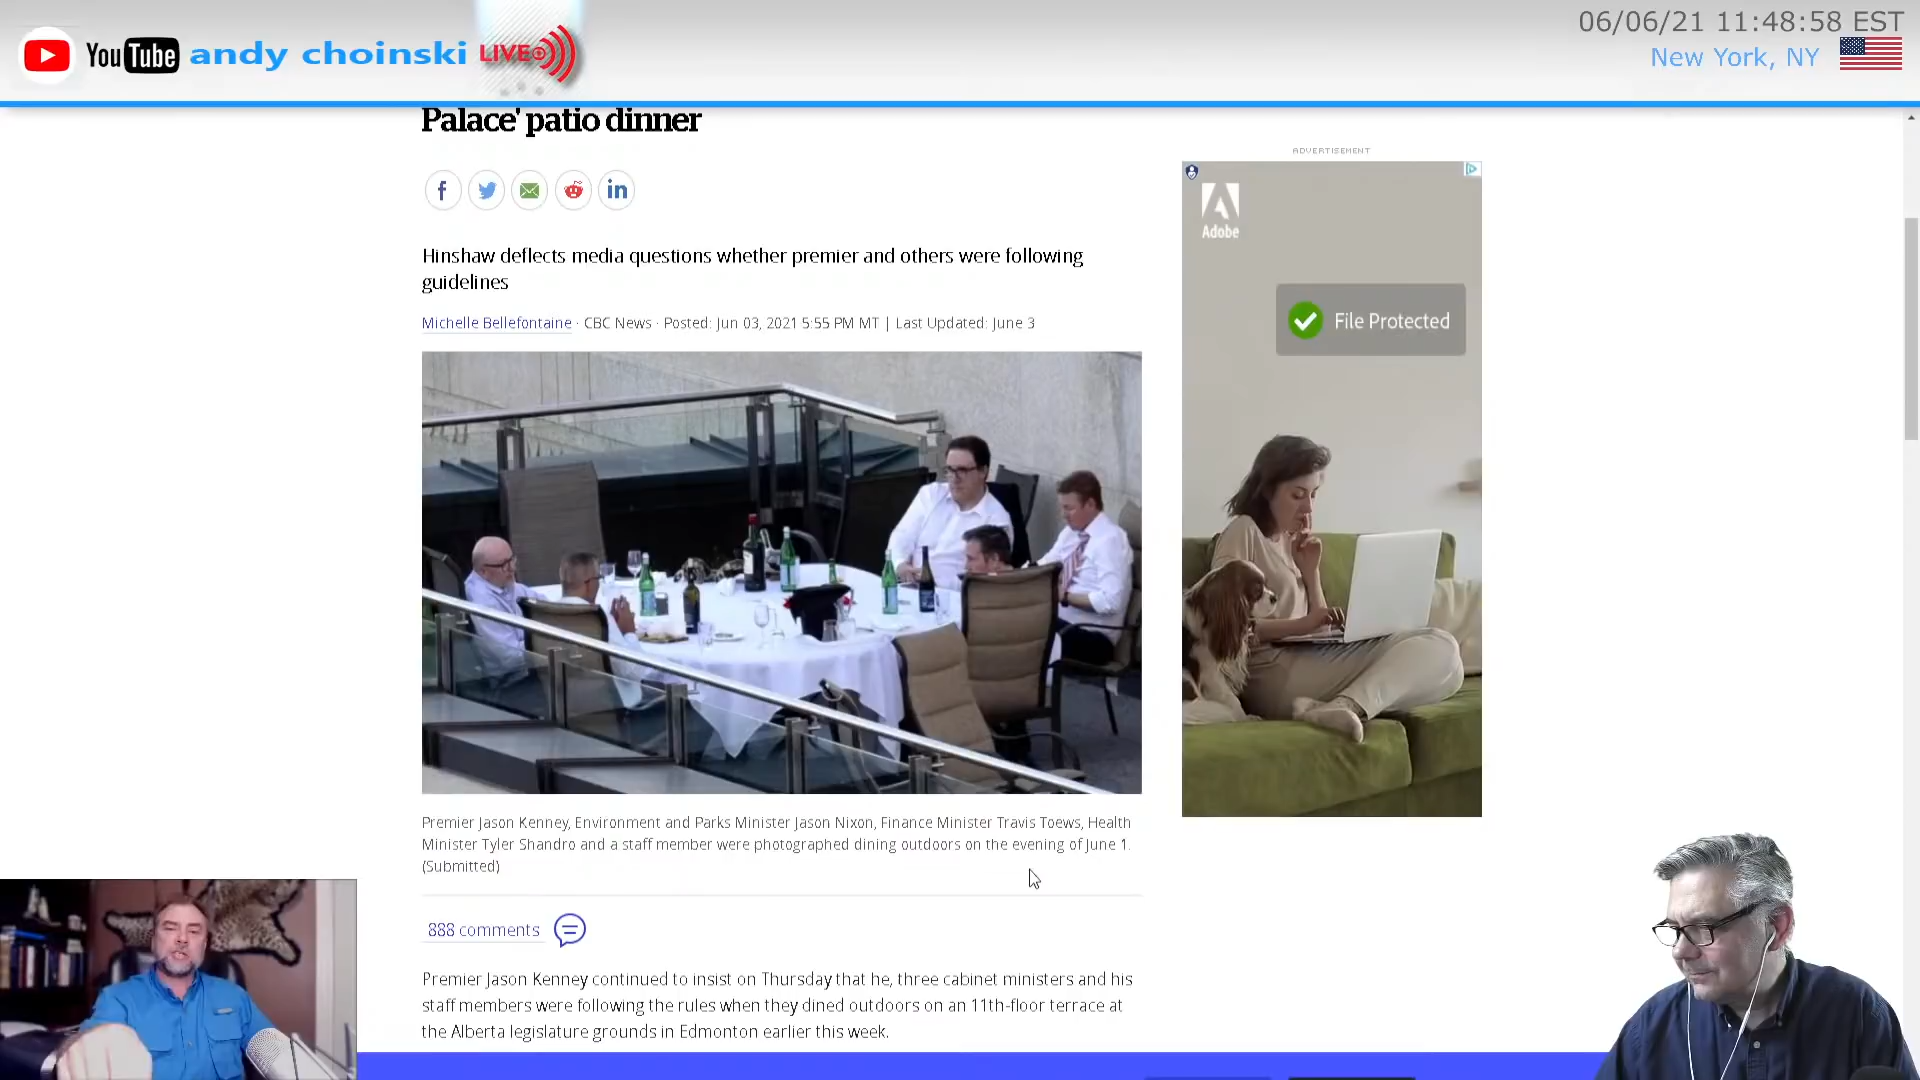 06/06/21 11:48:58 EST
YouTube andy choinski LIVE
New York, NY
Palace' patio dinner
ADVERTISEMENT
Adobe
File Protected
Hinshaw deflects media questions whether premier and others were following
guidelines
Michelle Bellefontaine · CBC News · Posted: Jun 03, 2021 5:55 PM MT | Last Updated: June 3
Premier Jason Kenney, Environment and Parks Minister Jason Nixon, Finance Minister Travis Toews, Health
Minister Tyler Shandro and a staff member were photographed dining outdoors on the evening of June 1.
(Submitted)
888 comments
Premier Jason Kenney continued to insist on Thursday that he, three cabinet ministers and his
staff members were following the rules when they dined outdoors on an 11th-floor terrace at
the Alberta legislature grounds in Edmonton earlier this week.